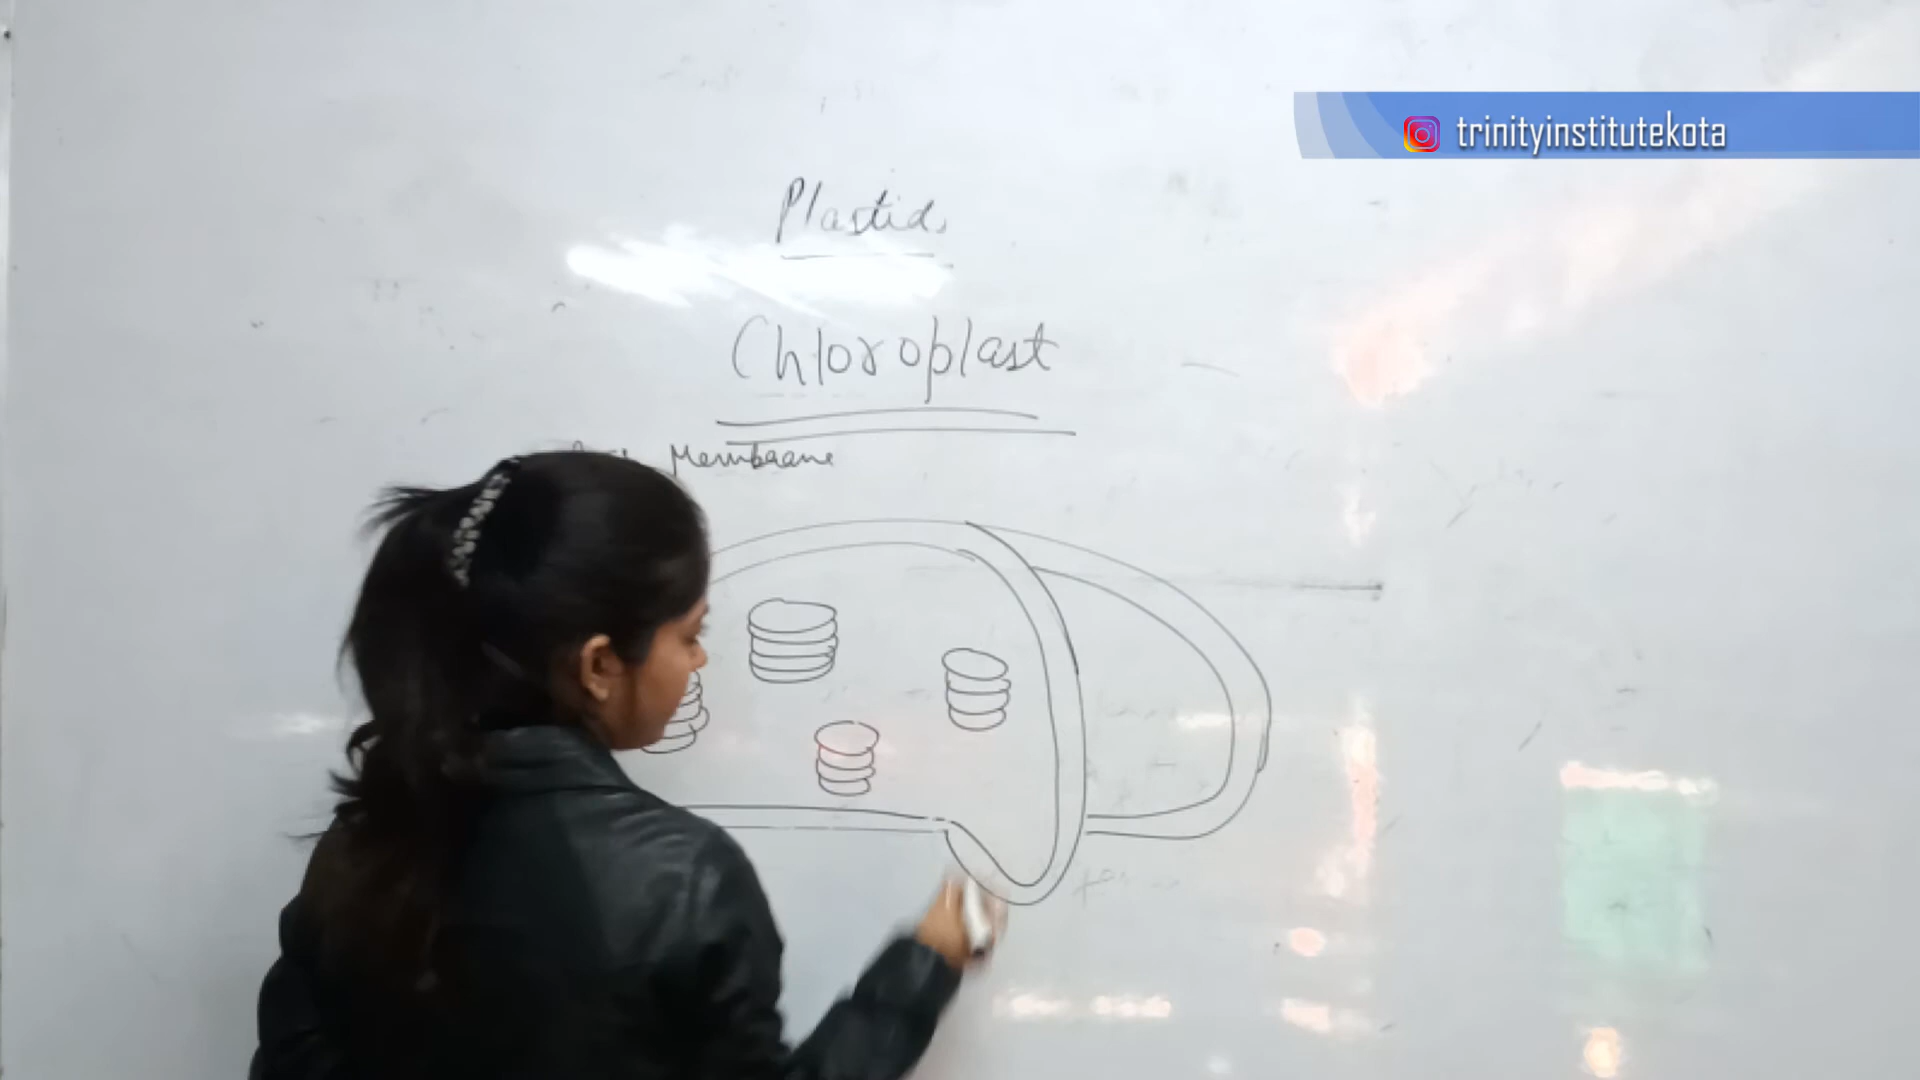 trinityinstitutekota
Plastids
Chloroplast
Membrane